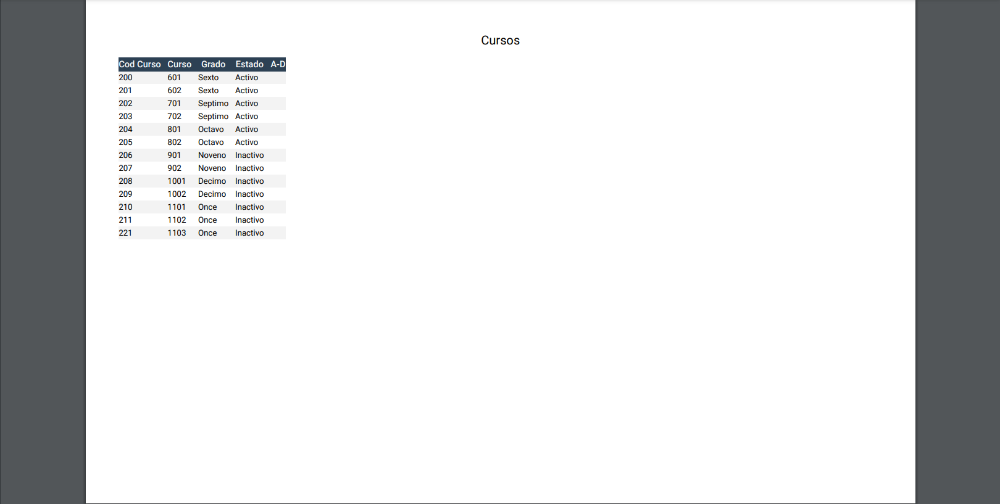 Cursos
Cod Curso Curso Grado Estado A-D
200 601 Sexto Activo
201 602 Sexto Activo
202 701 Septimo Activo
203 702 Septimo Activo
204 801 Octavo Activo
205 802 Octavo Activo
206 901 Noveno Inactivo
207 902 Noveno Inactivo
208 1001 Decimo Inactivo
209 1002 Decimo Inactivo
210 1101 Once Inactivo
211 1102 Once Inactivo
221 1103 Once Inactivo